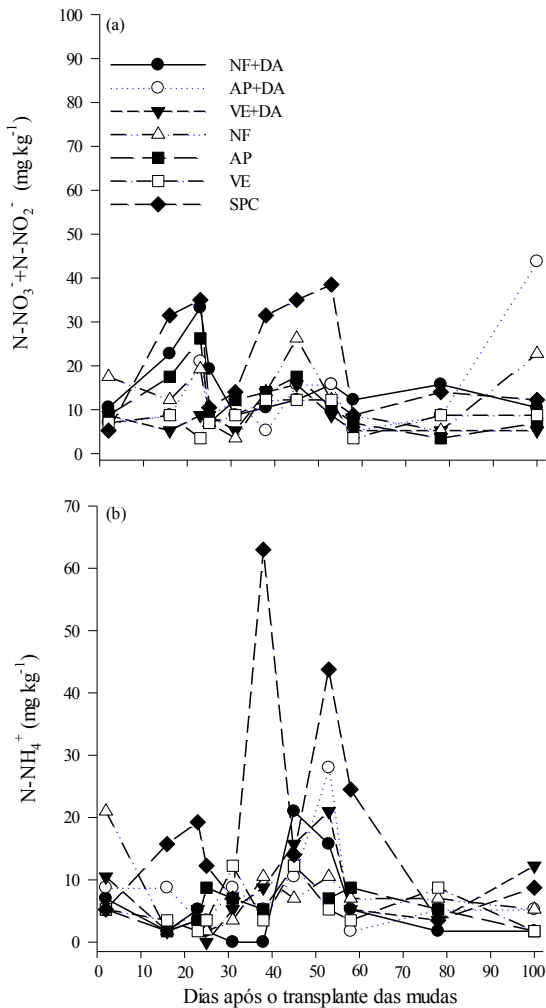 (a)
100
90
80
70
60
50
40
30
20
10
0
N-NO₃⁻+N-NO₂⁻ (mg kg⁻¹)
NF+DA
AP+DA
VE+DA
NF
AP
VE
SPC
(b)
70
60
50
40
30
20
10
0
N-NH₄⁺ (mg kg⁻¹)
0 10 20 30 40 50 60 70 80 90 100
Dias após o transplante das mudas